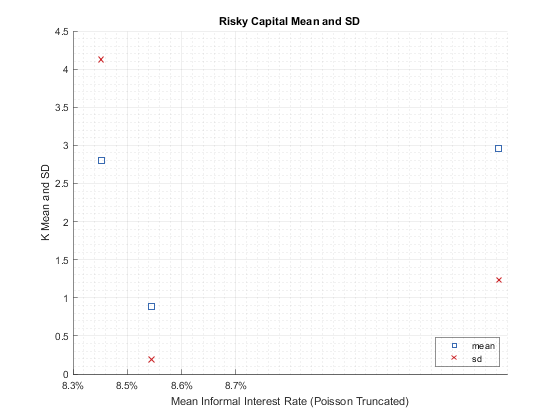 Risky Capital Mean and SD
4.5
4
3.5
3
2.5
2
1.5
1
0.5
0
K Mean and SD
mean
sd
8.3% 8.5% 8.6% 8.7%
Mean Informal Interest Rate (Poisson Truncated)